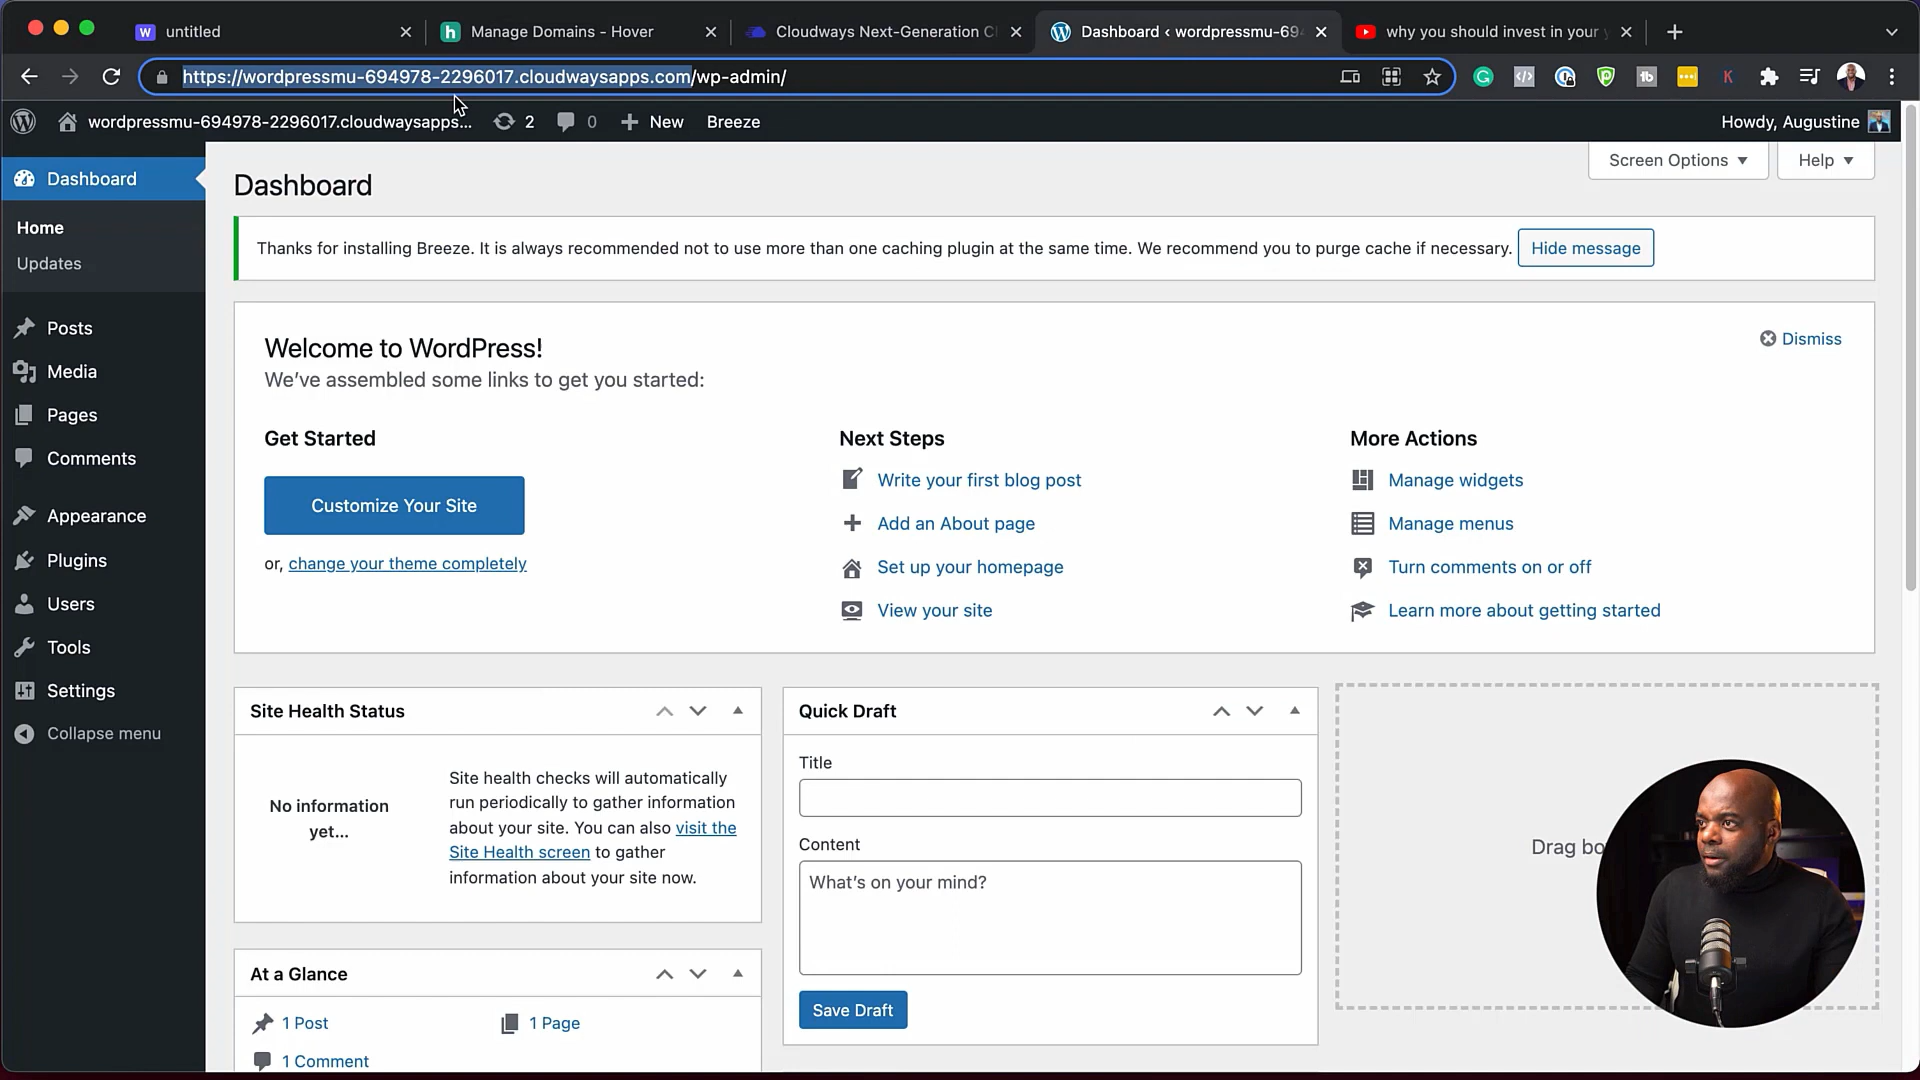 untitled
Manage Domains - Hover
Cloudways Next-Generation Cl
Dashboard ‹ wordpressmu-694
why you should invest in your y
https://wordpressmu-694978-2296017.cloudwaysapps.com/wp-admin/
wordpressmu-694978-2296017.cloudwaysapps...
2
0
New
Breeze
Howdy, Augustine
Dashboard
Home
Updates
Posts
Media
Pages
Comments
Appearance
Plugins
Users
Tools
Settings
Collapse menu
Screen Options
Help
Dashboard
Thanks for installing Breeze. It is always recommended not to use more than one caching plugin at the same time. We recommend you to purge cache if necessary.
Hide message
Welcome to WordPress!
Dismiss
We've assembled some links to get you started:
Get Started
Customize Your Site
or, change your theme completely
Next Steps
Write your first blog post
Add an About page
Set up your homepage
View your site
More Actions
Manage widgets
Manage menus
Turn comments on or off
Learn more about getting started
Site Health Status
No information
yet...
Site health checks will automatically
run periodically to gather information
about your site. You can also visit the
Site Health screen to gather
information about your site now.
At a Glance
1 Post
1 Page
1 Comment
Quick Draft
Title
Content
What's on your mind?
Save Draft
Drag bo